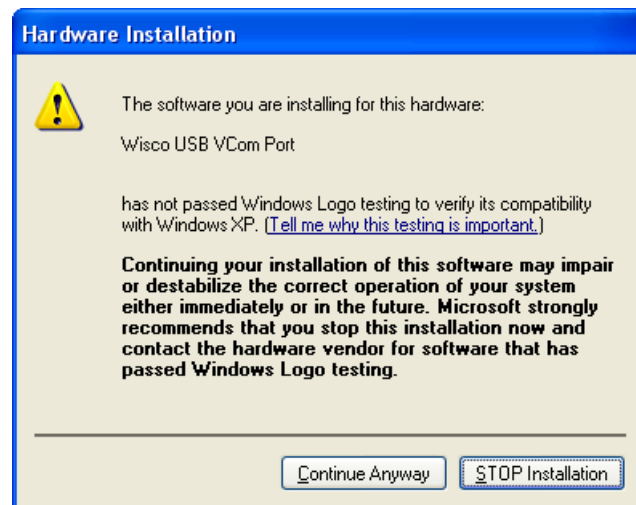 Hardware Installation
The software you are installing for this hardware:
Wisco USB VCom Port
has not passed Windows Logo testing to verify its compatibility
with Windows XP. (Tell me why this testing is important.)
Continuing your installation of this software may impair
or destabilize the correct operation of your system
either immediately or in the future. Microsoft strongly
recommends that you stop this installation now and
contact the hardware vendor for software that has
passed Windows Logo testing.
Continue Anyway
STOP Installation